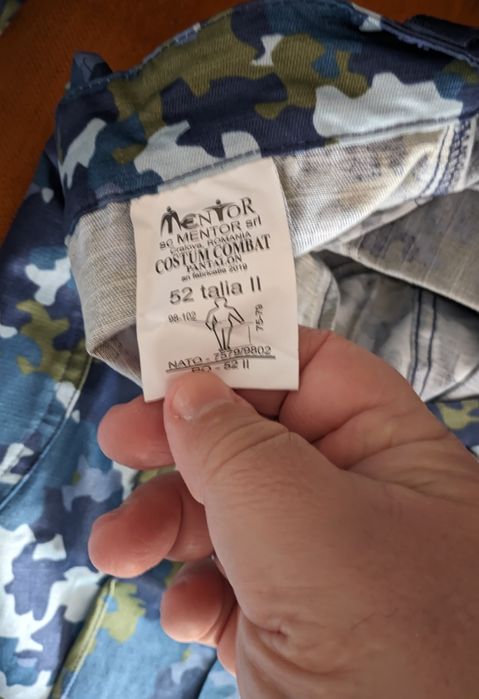 MENTOR
sc MENTOR srl
Craiova, ROMANIA
COSTUM COMBAT
PANTALON
an fabricatie 2019
52 talia II
98-102
75-79
NATO - 7579/9802
RO - 52 II